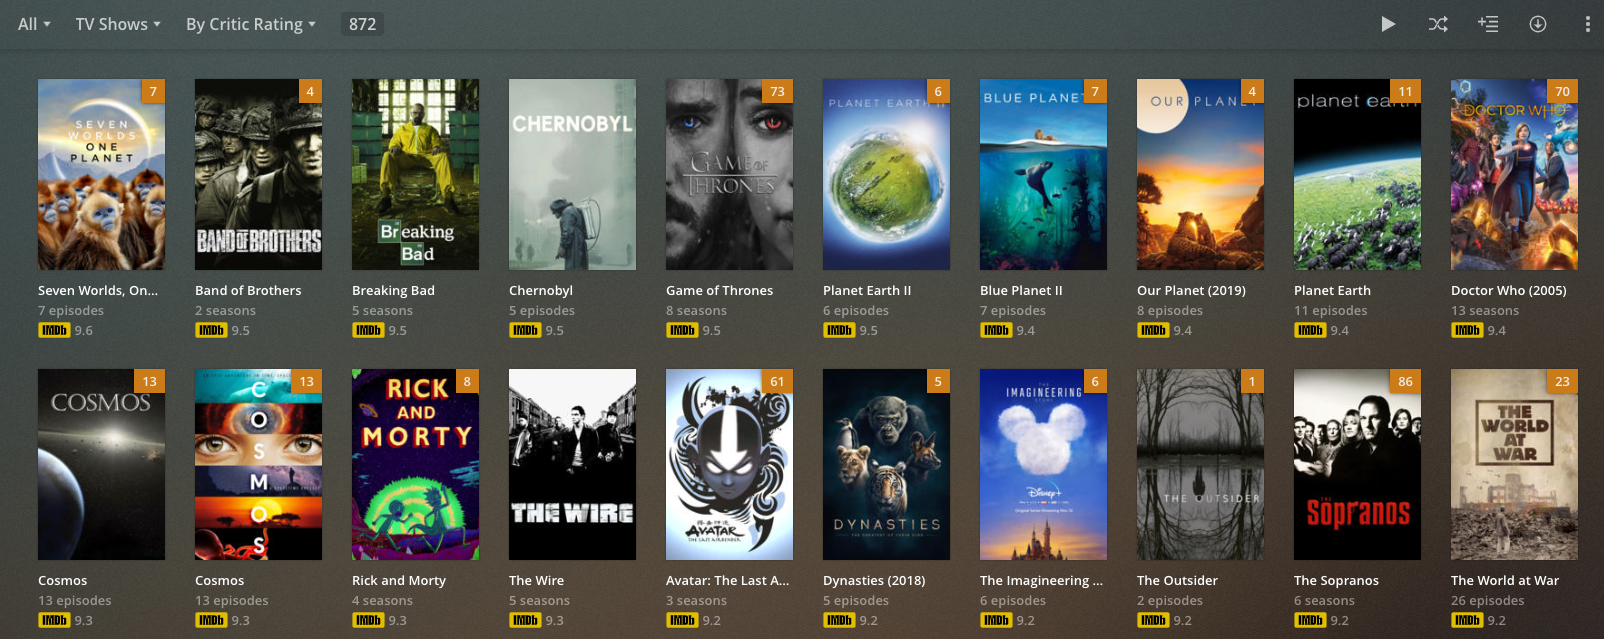 All TV Shows By Critic Rating 872
7 4 73 6 7 4 11 70
SEVEN
WORLDS
ONE
PLANET
BAND OF BROTHERS
Breaking
Bad
CHERNOBYL
GAME OF
THRONES
PLANET EARTH II
BLUE PLANET
OUR PLANET
planet earth
DOCTOR WHO
Seven Worlds, On... Band of Brothers Breaking Bad Chernobyl Game of Thrones Planet Earth II Blue Planet II Our Planet (2019) Planet Earth Doctor Who (2005)
7 episodes 2 seasons 5 seasons 5 episodes 8 seasons 6 episodes 7 episodes 8 episodes 11 episodes 13 seasons
IMDb 9.6 IMDb 9.5 IMDb 9.5 IMDb 9.5 IMDb 9.5 IMDb 9.5 IMDb 9.4 IMDb 9.4 IMDb 9.4 IMDb 9.4
13 13 8 61 5 6 1 86 23
COSMOS
COSMOS
RICK
AND
MORTY
THE WIRE
AVATAR
THE LAST AIRBENDER
DYNASTIES
THE
IMAGINEERING
STORY
Disney+
Original Series Streaming Nov. 12
THE OUTSIDER
THE
Sopranos
THE
WORLD
AT
WAR
Cosmos Cosmos Rick and Morty The Wire Avatar: The Last A... Dynasties (2018) The Imagineering ... The Outsider The Sopranos The World at War
13 episodes 13 episodes 4 seasons 5 seasons 3 seasons 5 episodes 6 episodes 2 episodes 6 seasons 26 episodes
IMDb 9.3 IMDb 9.3 IMDb 9.3 IMDb 9.3 IMDb 9.2 IMDb 9.2 IMDb 9.2 IMDb 9.2 IMDb 9.2 IMDb 9.2